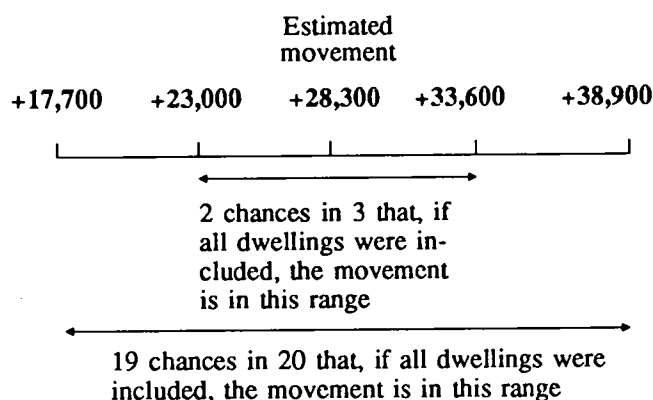 Estimated
movement
+17,700 +23,000 +28,300 +33,600 +38,900
2 chances in 3 that, if
all dwellings were in-
cluded, the movement
is in this range
19 chances in 20 that, if all dwellings were
included, the movement is in this range